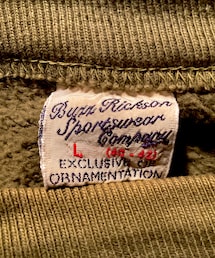 Buzz Rickson
Sportswear
Company
L (40-42)
EXCLUSIVE OF
ORNAMENTATION